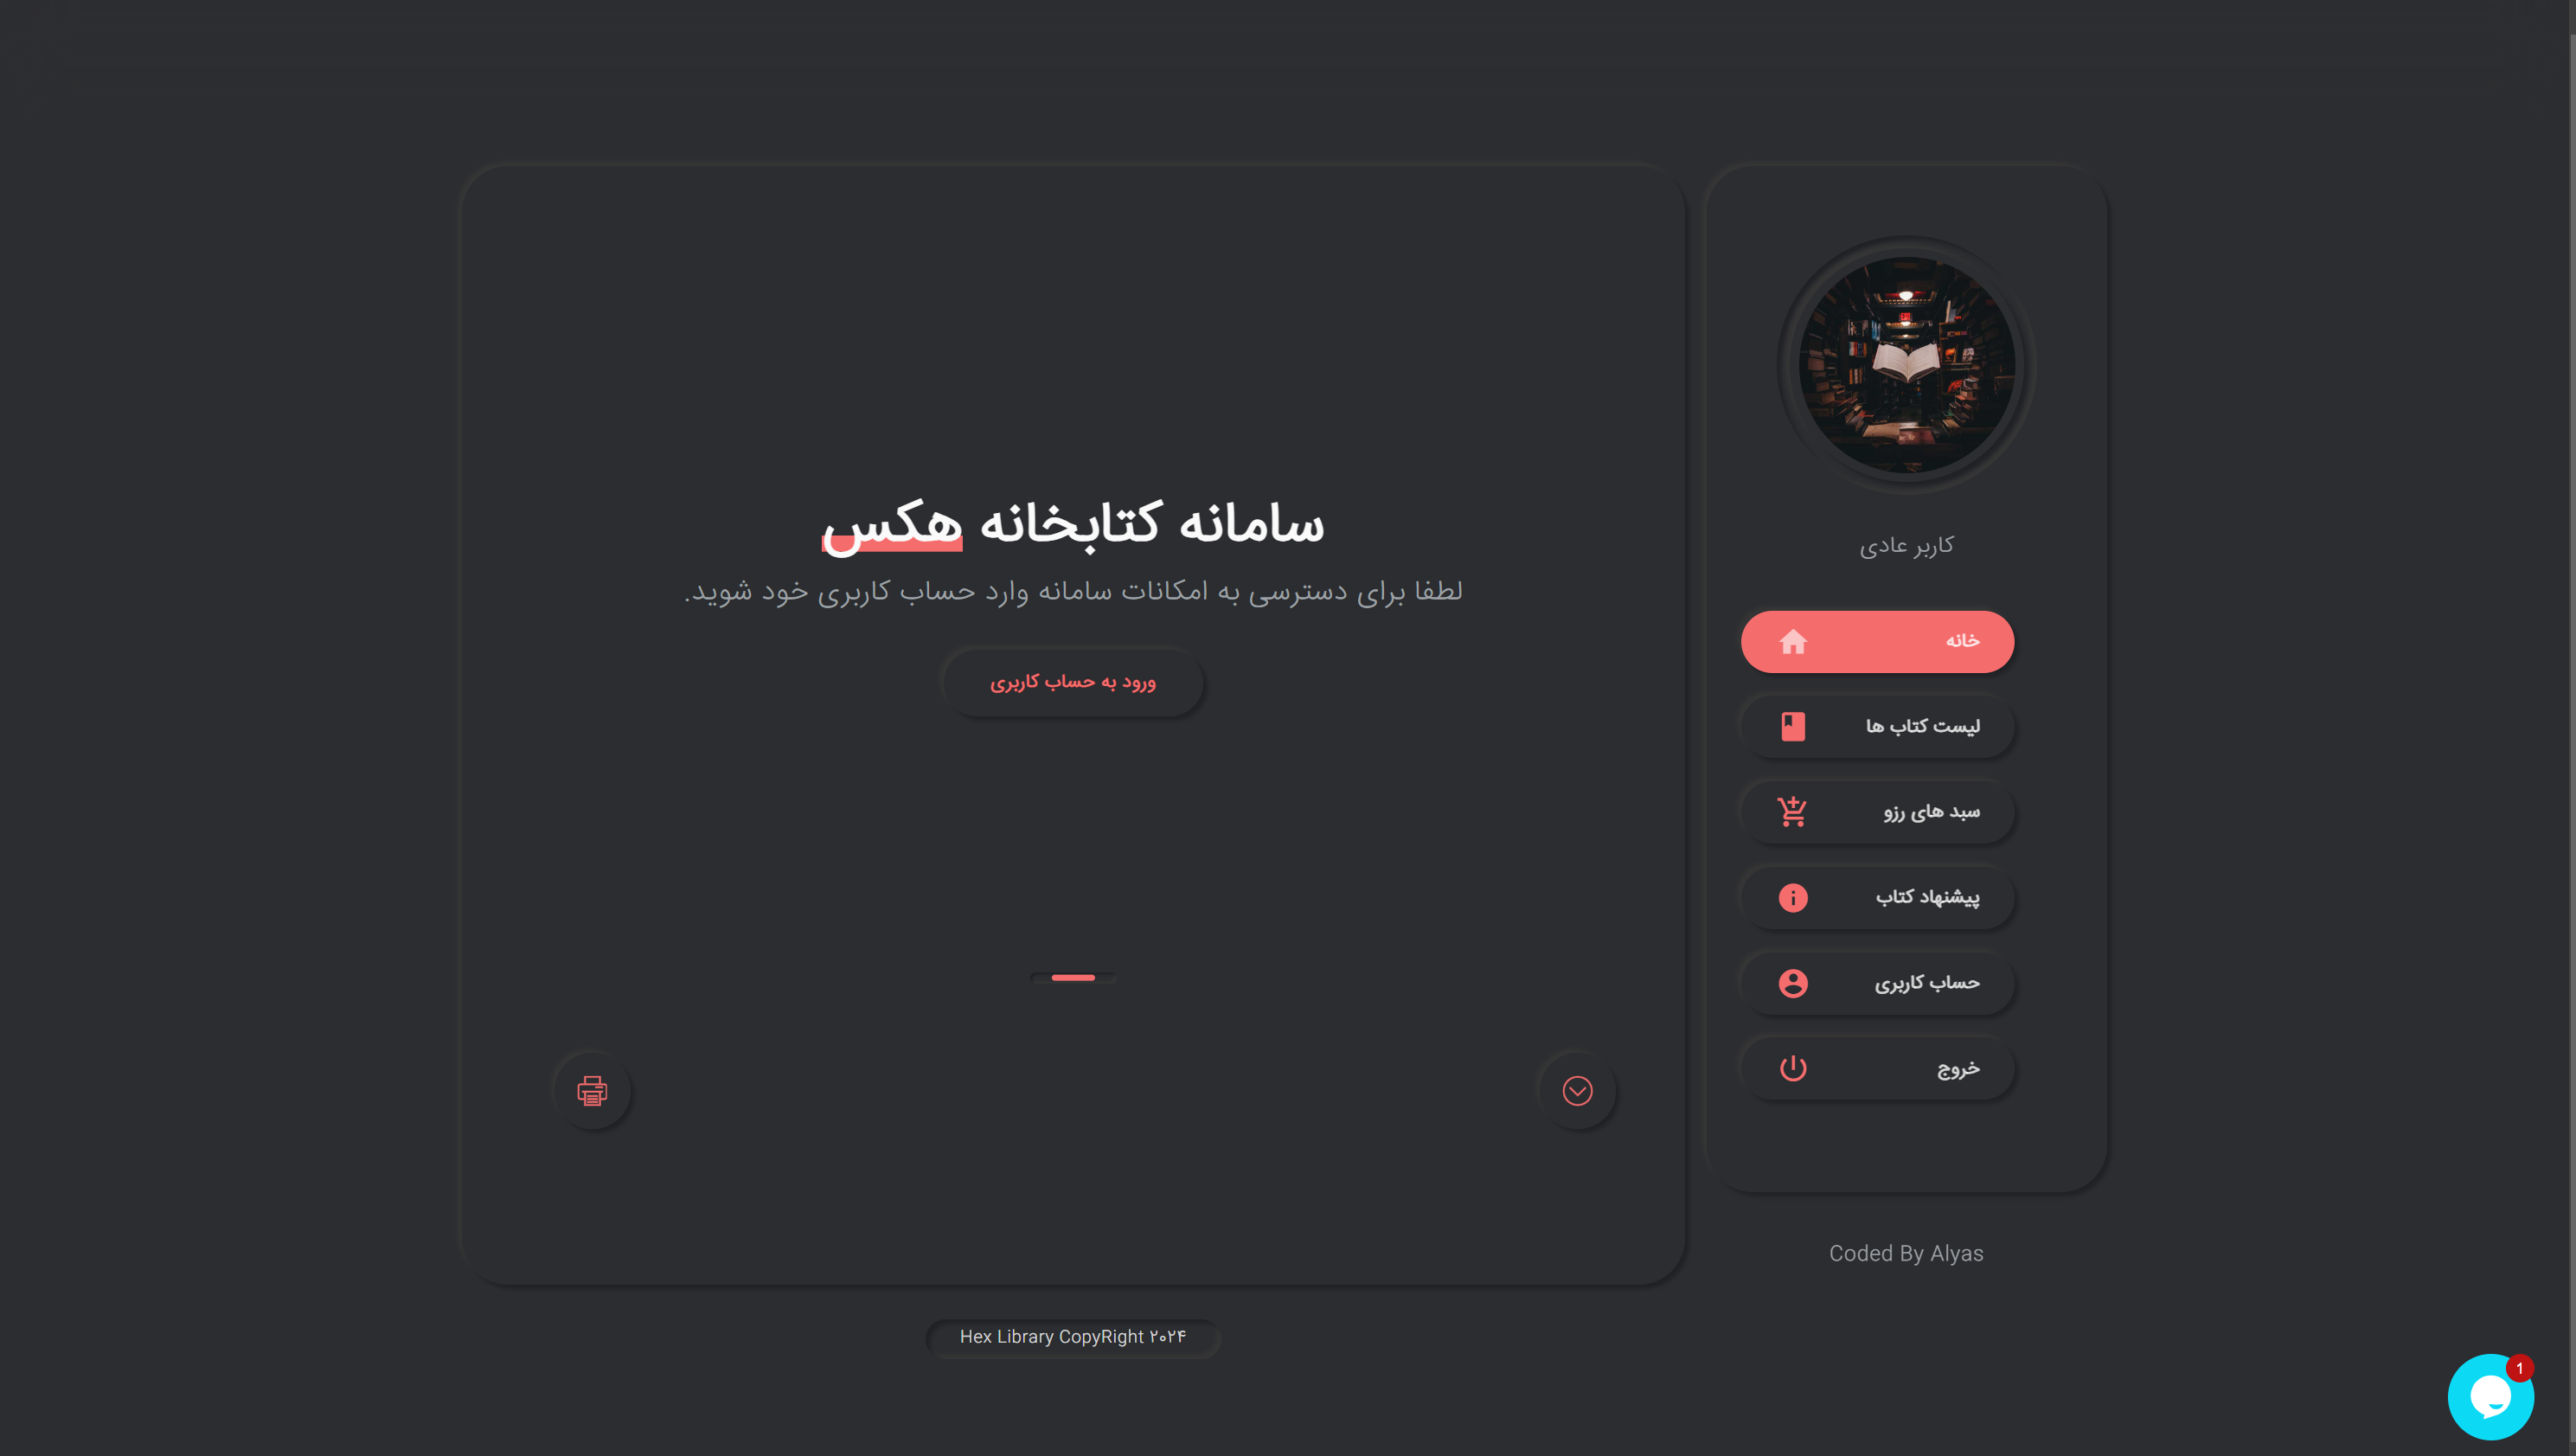 کاربر عادی
خانه
لیست کتاب ها
سبد های رزو
پیشنهاد کتاب
حساب کاربری
خروج
Coded By Alyas
سامانه کتابخانه هکس
لطفا برای دسترسی به امکانات سامانه وارد حساب کاربری خود شوید.
ورود به حساب کاربری
Hex Library CopyRight ۲۰۲۴
1